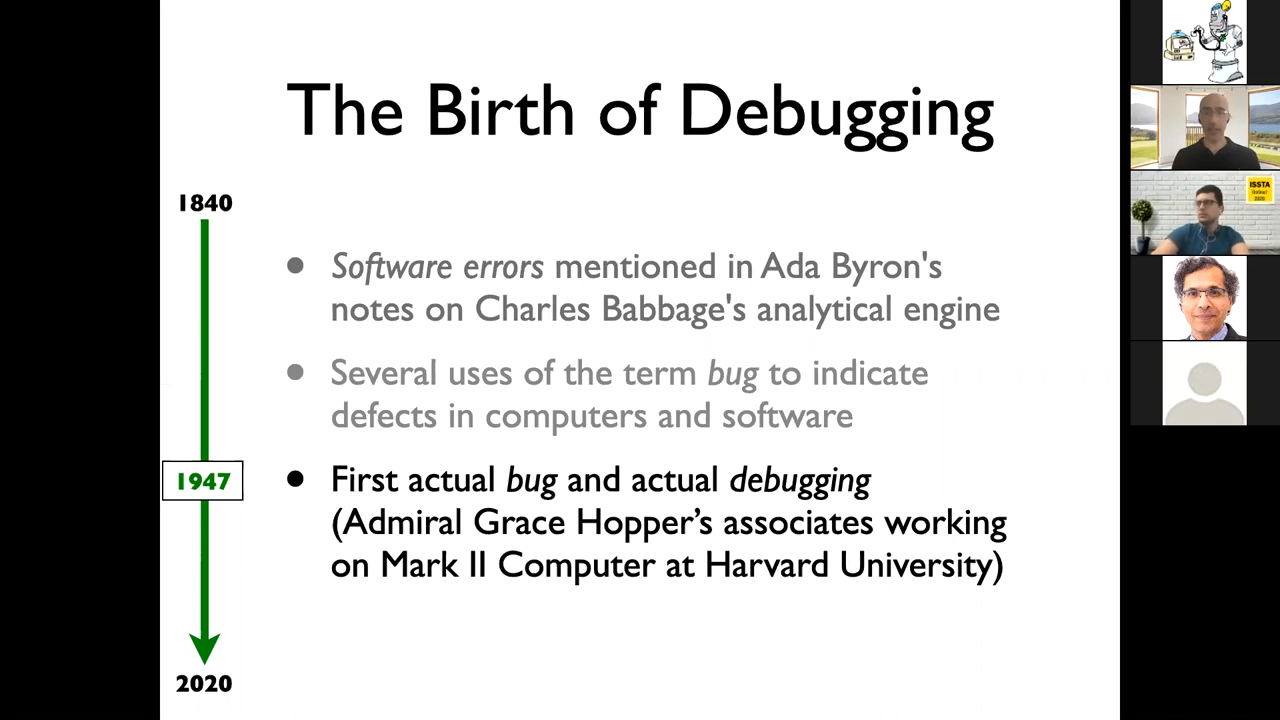 The Birth of Debugging
1840
• Software errors mentioned in Ada Byron's
notes on Charles Babbage's analytical engine
• Several uses of the term bug to indicate
defects in computers and software
1947
• First actual bug and actual debugging
(Admiral Grace Hopper’s associates working
on Mark II Computer at Harvard University)
2020
ISSTA